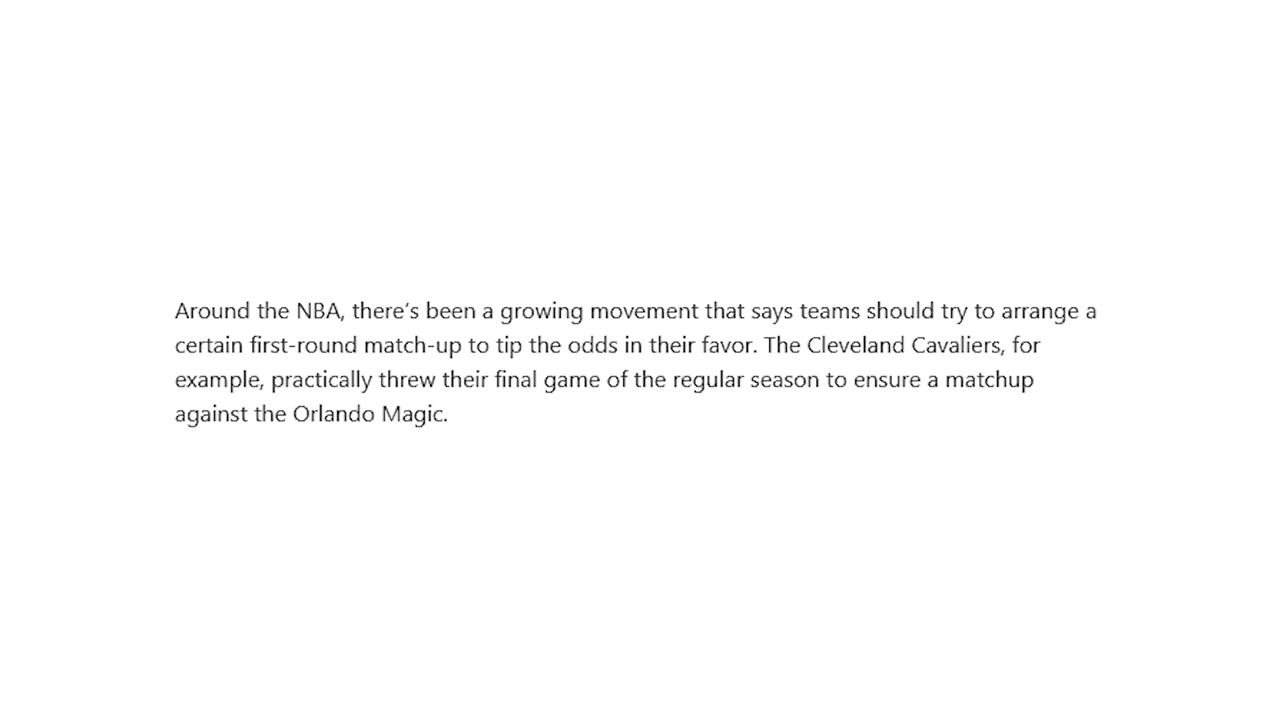 Around the NBA, there's been a growing movement that says teams should try to arrange a
certain first-round match-up to tip the odds in their favor. The Cleveland Cavaliers, for
example, practically threw their final game of the regular season to ensure a matchup
against the Orlando Magic.